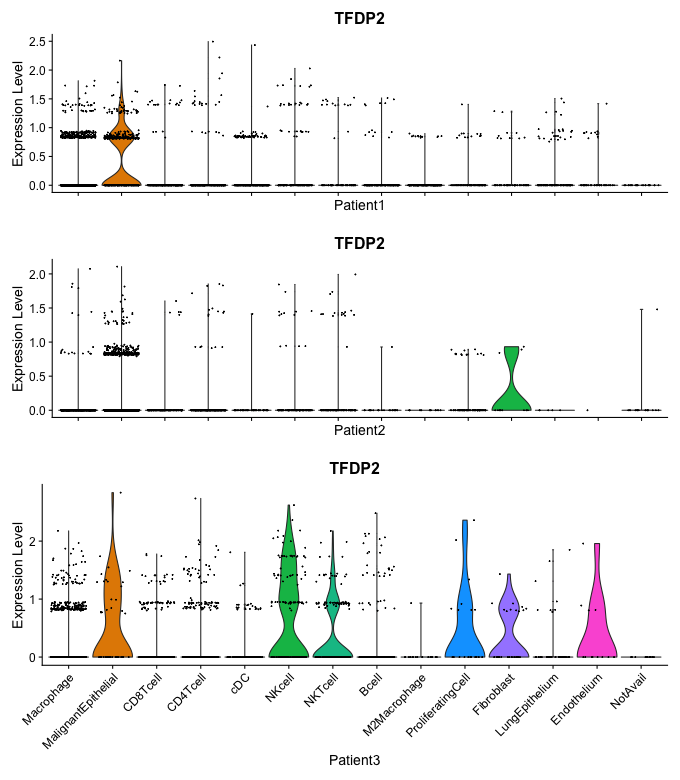 TFDP2
Expression Level
2.5
2.0
1.5
1.0
0.5
0.0
Patient1
TFDP2
Expression Level
2.0
1.5
1.0
0.5
0.0
Patient2
TFDP2
Expression Level
2
1
0
Macrophage
MalignantEpithelial
CD8Tcell
CD4Tcell
cDC
NKcell
NKTcell
Bcell
M2Macrophage
ProliferatingCell
Fibroblast
LungEpithelium
Endothelium
NotAvail
Patient3